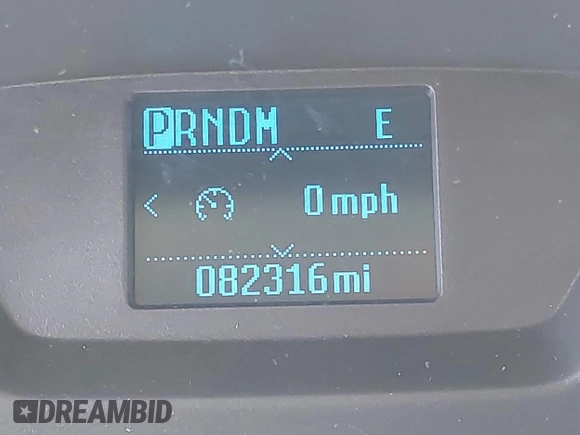 PRNDM E
0 mph
082316mi
DREAMBID